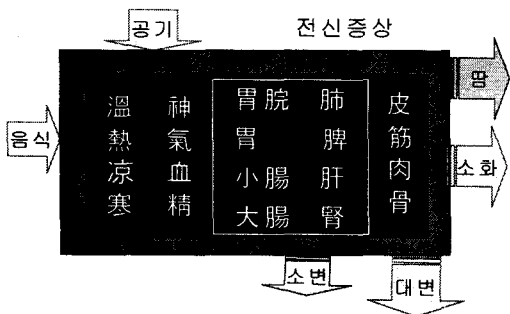 공기 전신증상
땀
음식
소화
溫 神 胃脘 肺 皮
熱 氣 胃 脾 筋
凉 血 小腸 肝 肉
寒 精 大腸 腎 骨
소변
대변